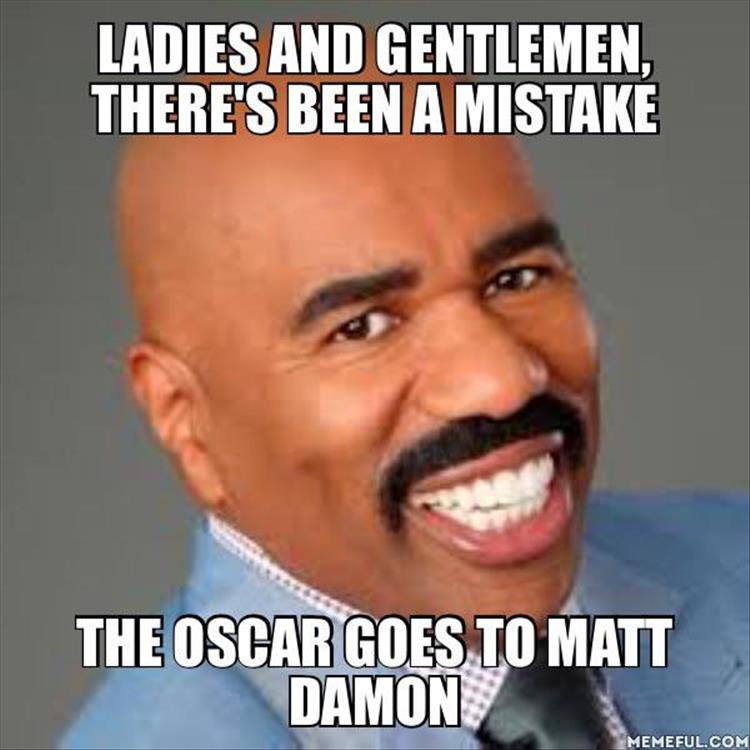 LADIES AND GENTLEMEN,
THERE'S BEEN A MISTAKE
THE OSCAR GOES TO MATT
DAMON
MEMEFUL.COM